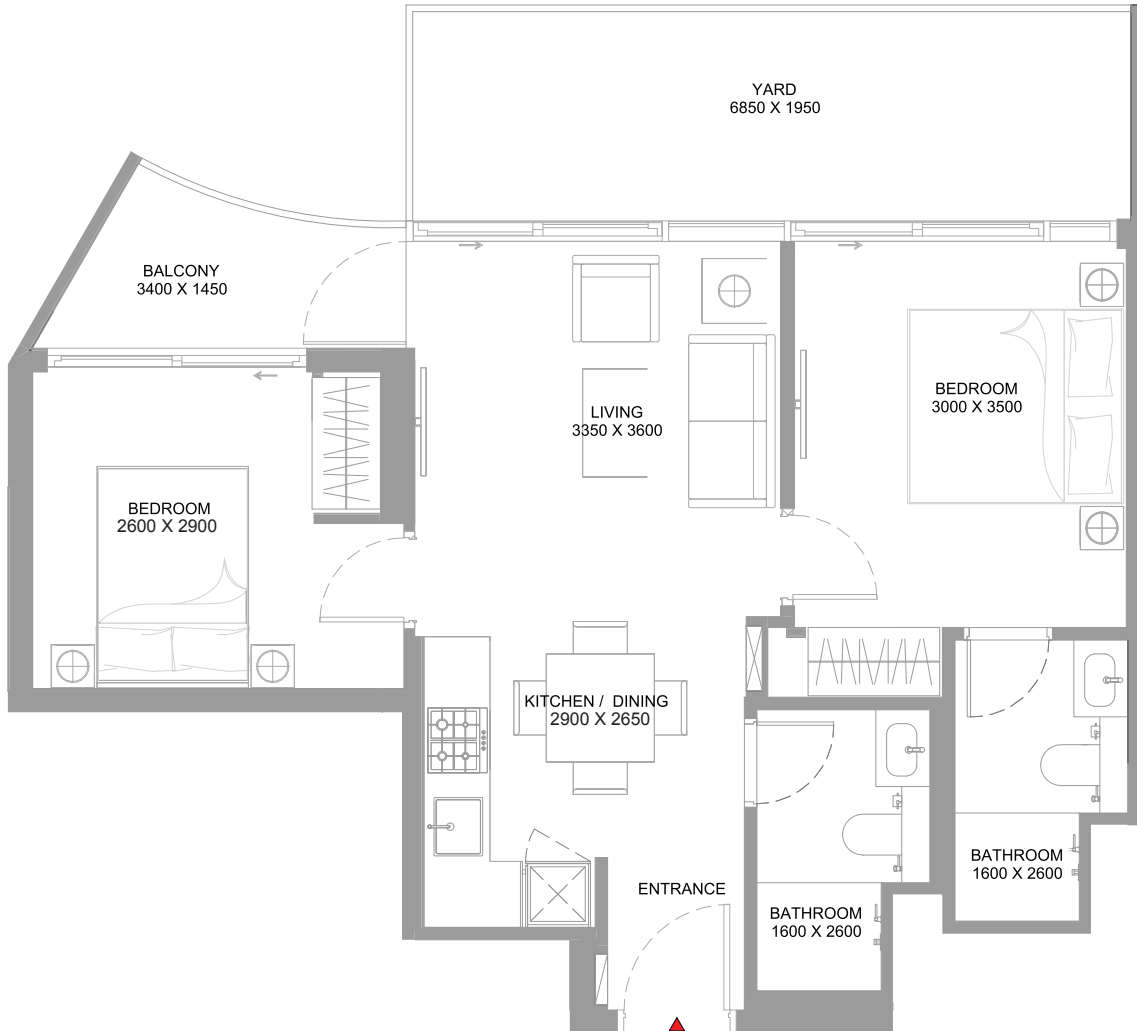 YARD
6850 X 1950
BALCONY
3400 X 1450
BEDROOM
3000 X 3500
LIVING
3350 X 3600
BEDROOM
2600 X 2900
KITCHEN / DINING
2900 X 2650
BATHROOM
1600 X 2600
ENTRANCE
BATHROOM
1600 X 2600